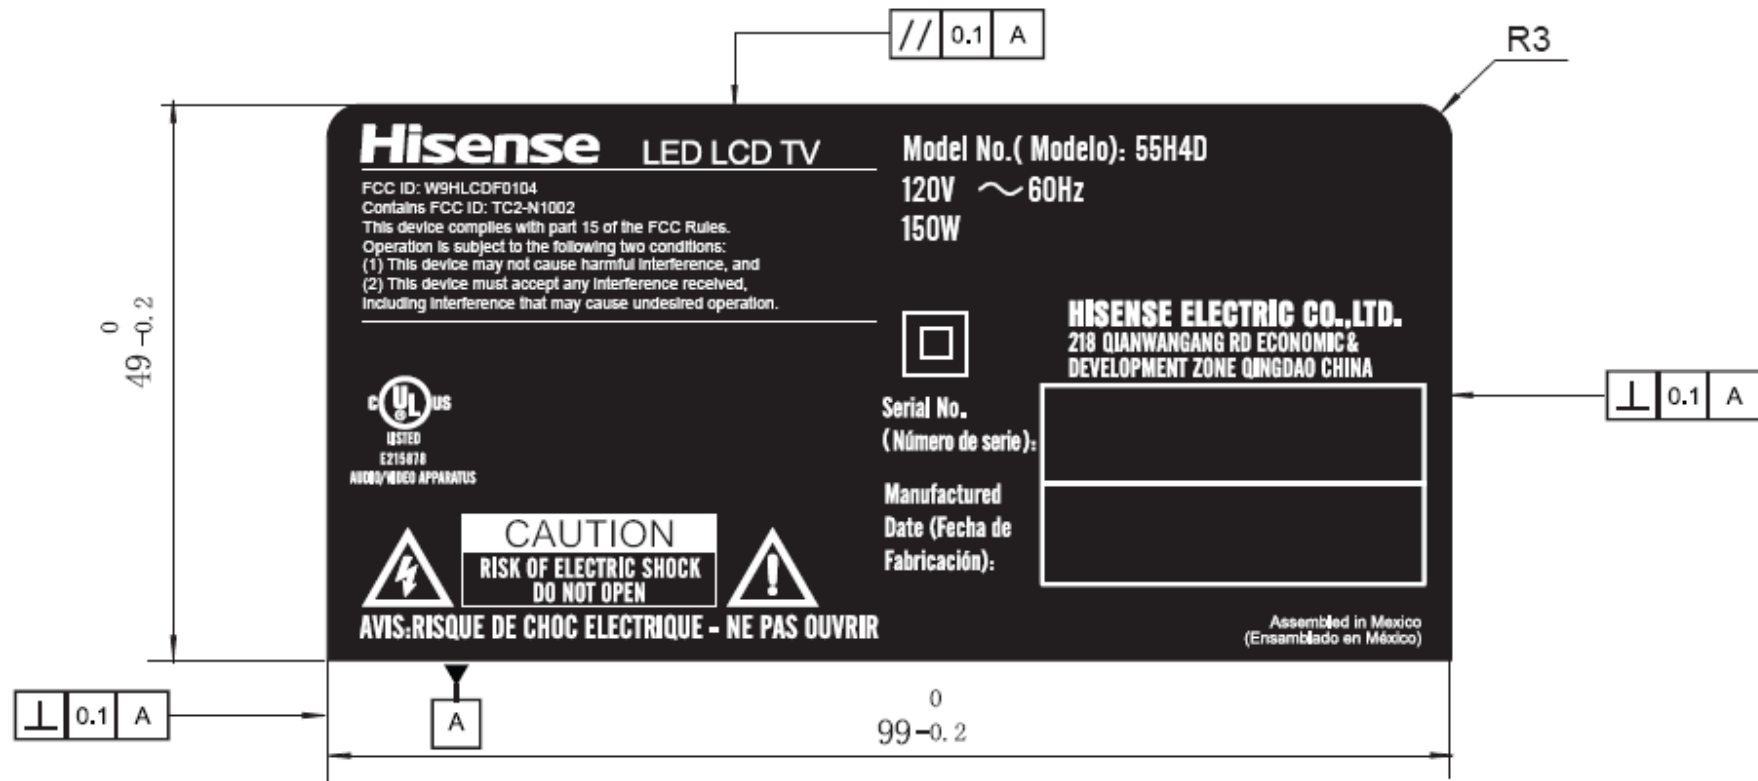 // 0.1 A
R3
Hisense LED LCD TV
FCC ID: W9HLCDF0104
Contains FCC ID: TC2-N1002
This device complies with part 15 of the FCC Rules.
Operation is subject to the following two conditions:
(1) This device may not cause harmful interference, and
(2) This device must accept any interference received,
including interference that may cause undesired operation.
Model No.( Modelo): 55H4D
120V ～ 60Hz
150W
HISENSE ELECTRIC CO.,LTD.
218 QIANWANGANG RD ECONOMIC &
DEVELOPMENT ZONE QINGDAO CHINA
0
49-0.2
⊥ 0.1 A
C UL ® US
LISTED
E215878
AUDIO/VIDEO APPARATUS
Serial No.
(Número de serie):
Manufactured
Date (Fecha de
Fabricación):
CAUTION
RISK OF ELECTRIC SHOCK
DO NOT OPEN
AVIS:RISQUE DE CHOC ELECTRIQUE - NE PAS OUVRIR
Assembled in Mexico
(Ensamblado en México)
⊥ 0.1 A
A
0
99-0.2